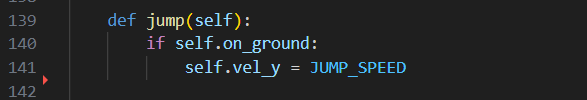 139 def jump(self):
140 if self.on_ground:
141 self.vel_y = JUMP_SPEED
142